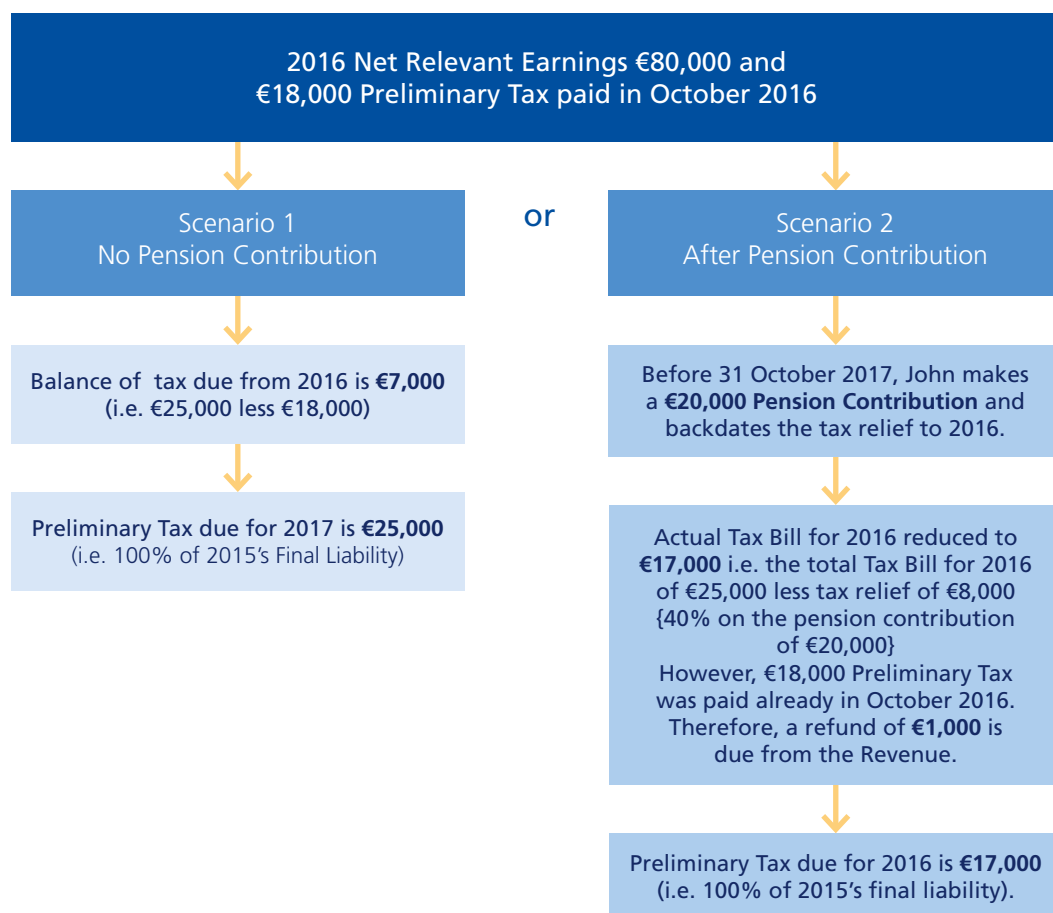 2016 Net Relevant Earnings €80,000 and
€18,000 Preliminary Tax paid in October 2016
Scenario 1
No Pension Contribution
Balance of tax due from 2016 is €7,000
(i.e. €25,000 less €18,000)
Preliminary Tax due for 2017 is €25,000
(i.e. 100% of 2015's Final Liability)
or
Scenario 2
After Pension Contribution
Before 31 October 2017, John makes
a €20,000 Pension Contribution and
backdates the tax relief to 2016.
Actual Tax Bill for 2016 reduced to
€17,000 i.e. the total Tax Bill for 2016
of €25,000 less tax relief of €8,000
{40% on the pension contribution
of €20,000}
However, €18,000 Preliminary Tax
was paid already in October 2016.
Therefore, a refund of €1,000 is
due from the Revenue.
Preliminary Tax due for 2016 is €17,000
(i.e. 100% of 2015's final liability).